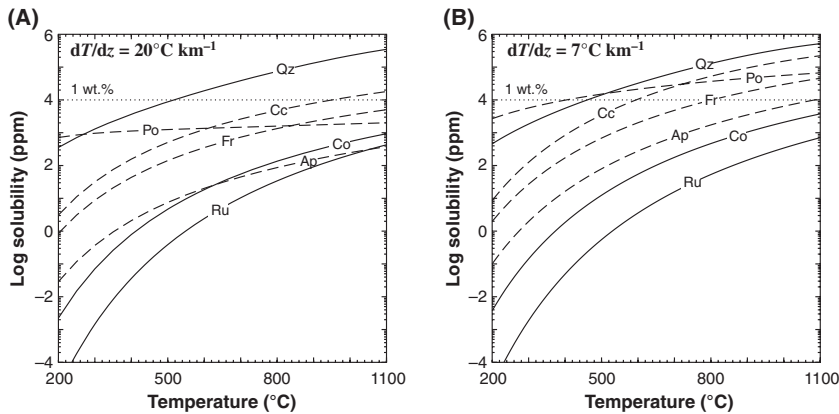 (A)
dT/dz = 20°C km⁻¹
6
4
2
0
−2
−4
Log solubility (ppm)
1 wt.%
Qz
Cc
Po
Fr
Co
Ap
Ru
200
500
800
1100
Temperature (°C)
(B)
dT/dz = 7°C km⁻¹
6
4
2
0
−2
−4
Log solubility (ppm)
1 wt.%
Qz
Po
Cc
Fr
Ap
Co
Ru
200
500
800
1100
Temperature (°C)